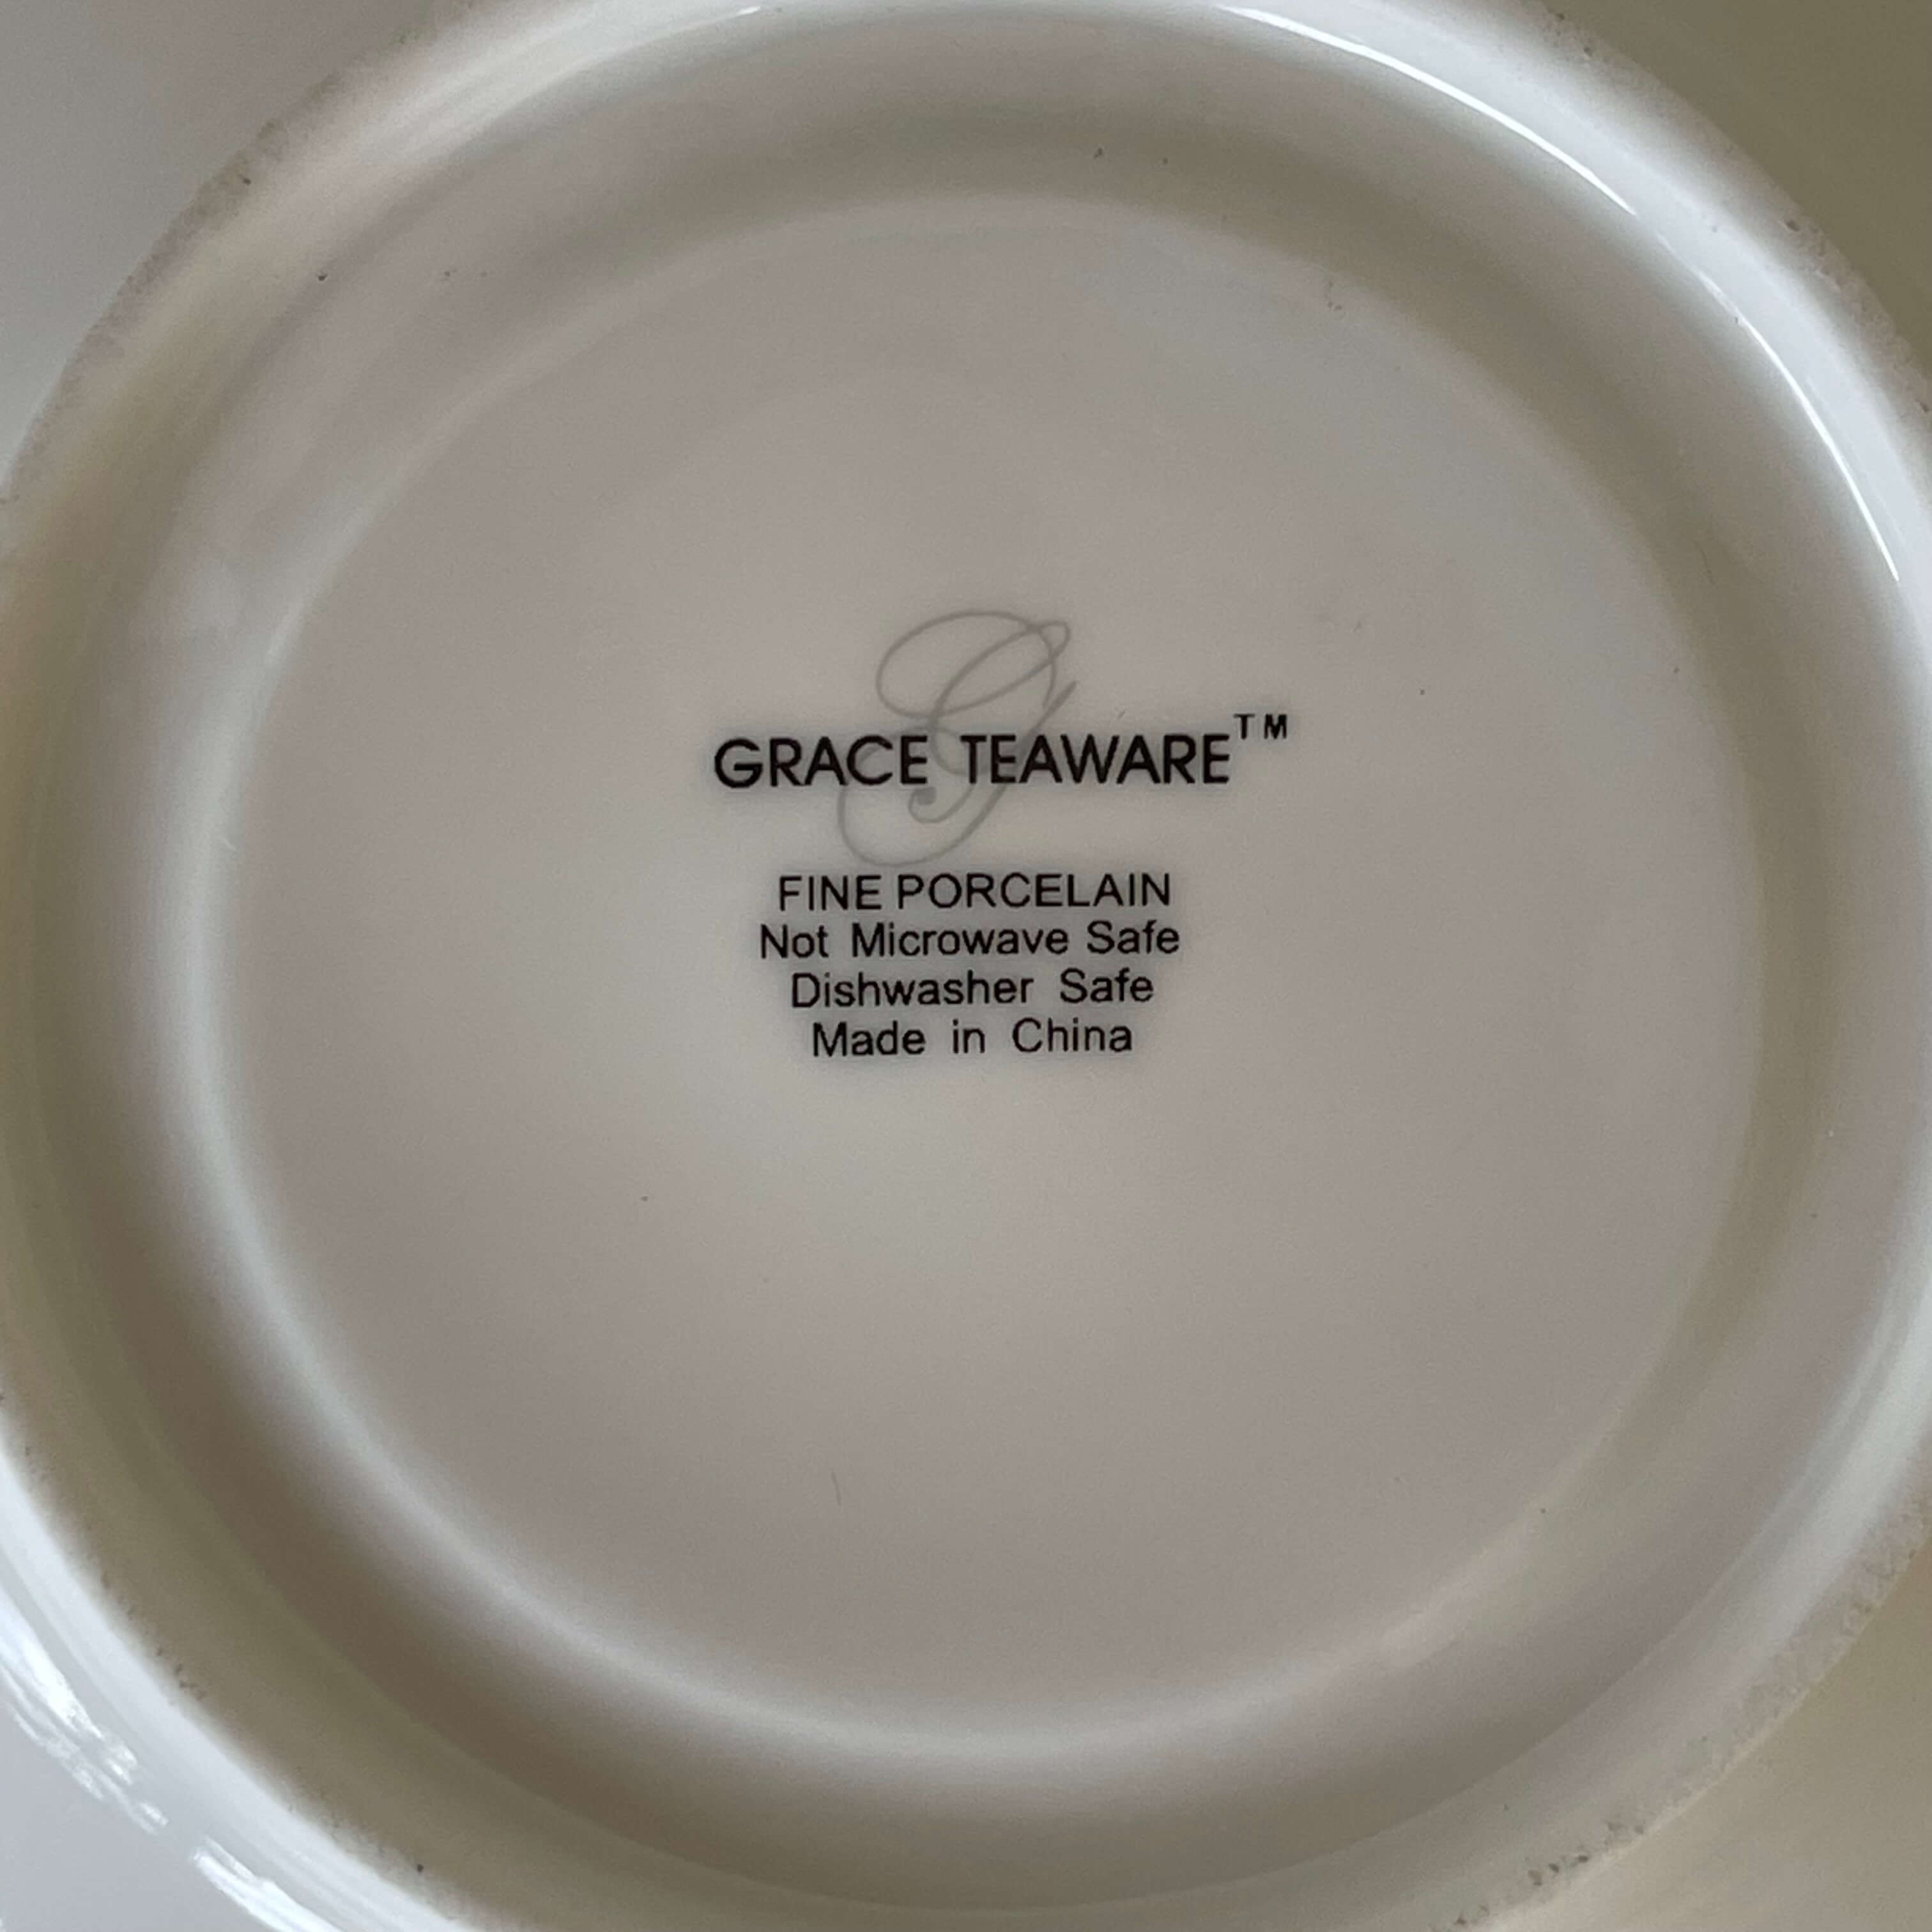 G
GRACE TEAWARE™
FINE PORCELAIN
Not Microwave Safe
Dishwasher Safe
Made in China